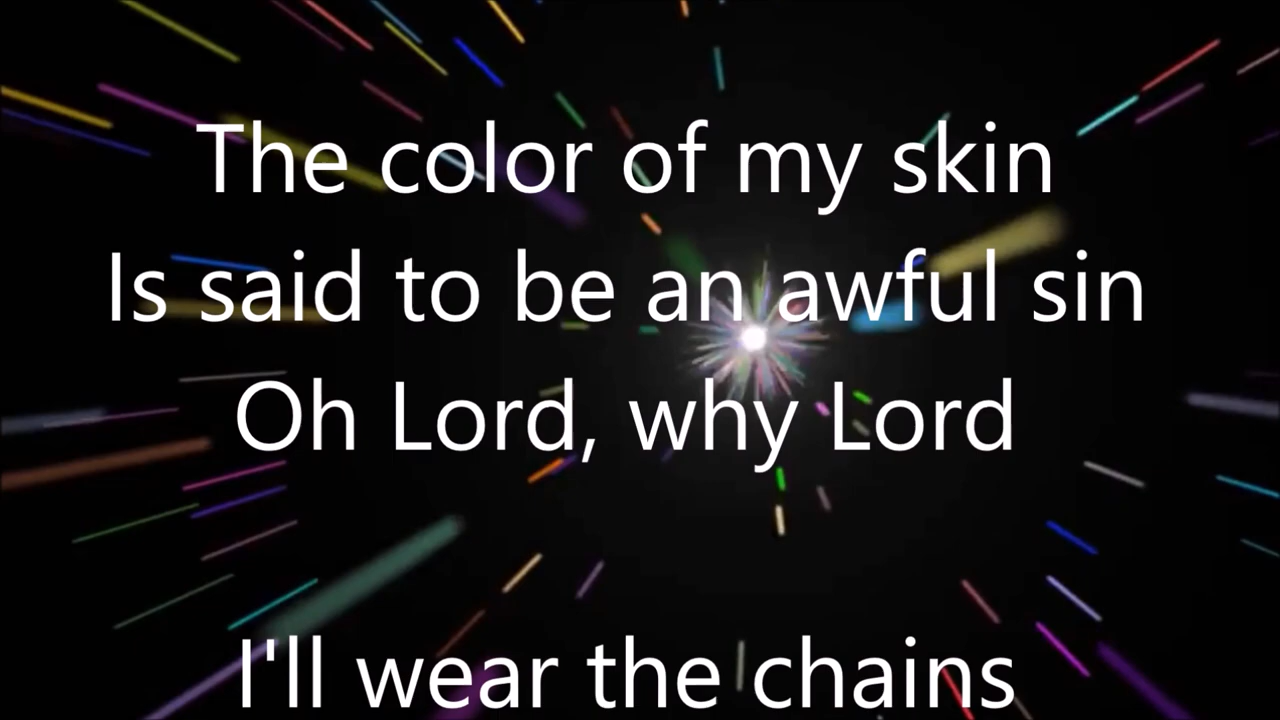 The color of my skin
Is said to be an awful sin
Oh Lord, why Lord
I'll wear the chains